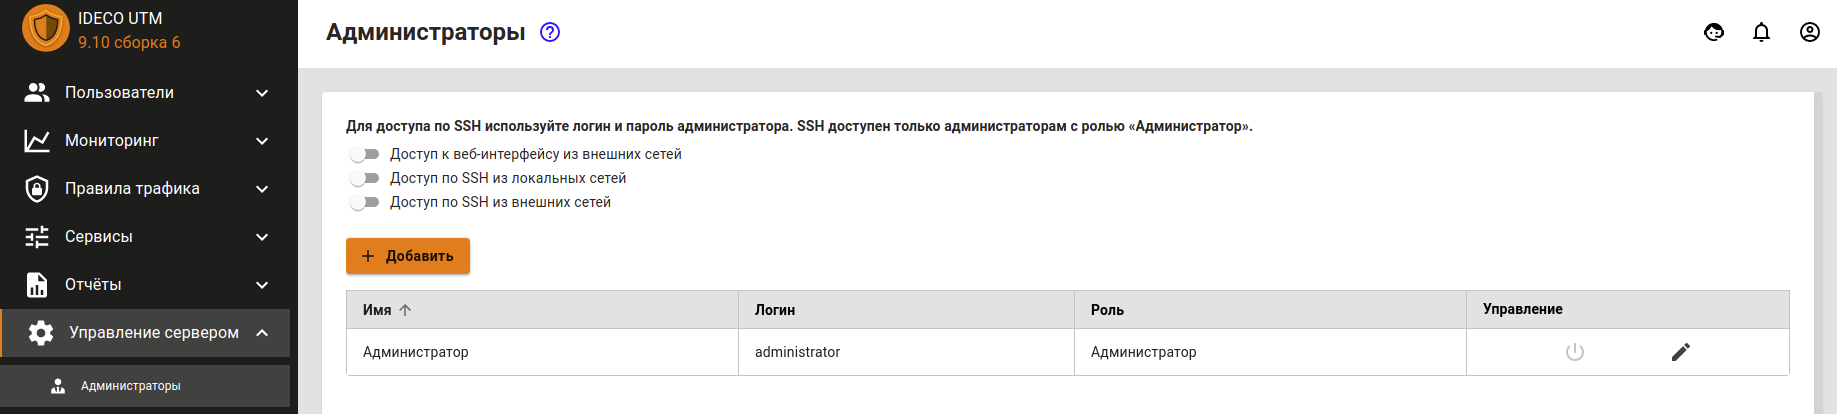 IDECO UTM
9.10 сборка 6
Пользователи
Мониторинг
Правила трафика
Сервисы
Отчёты
Управление сервером
Администраторы
Администраторы
Для доступа по SSH используйте логин и пароль администратора. SSH доступен только администраторам с ролью «Администратор».
Доступ к веб-интерфейсу из внешних сетей
Доступ по SSH из локальных сетей
Доступ по SSH из внешних сетей
+ Добавить
Имя ↑ Логин Роль Управление
Администратор administrator Администратор